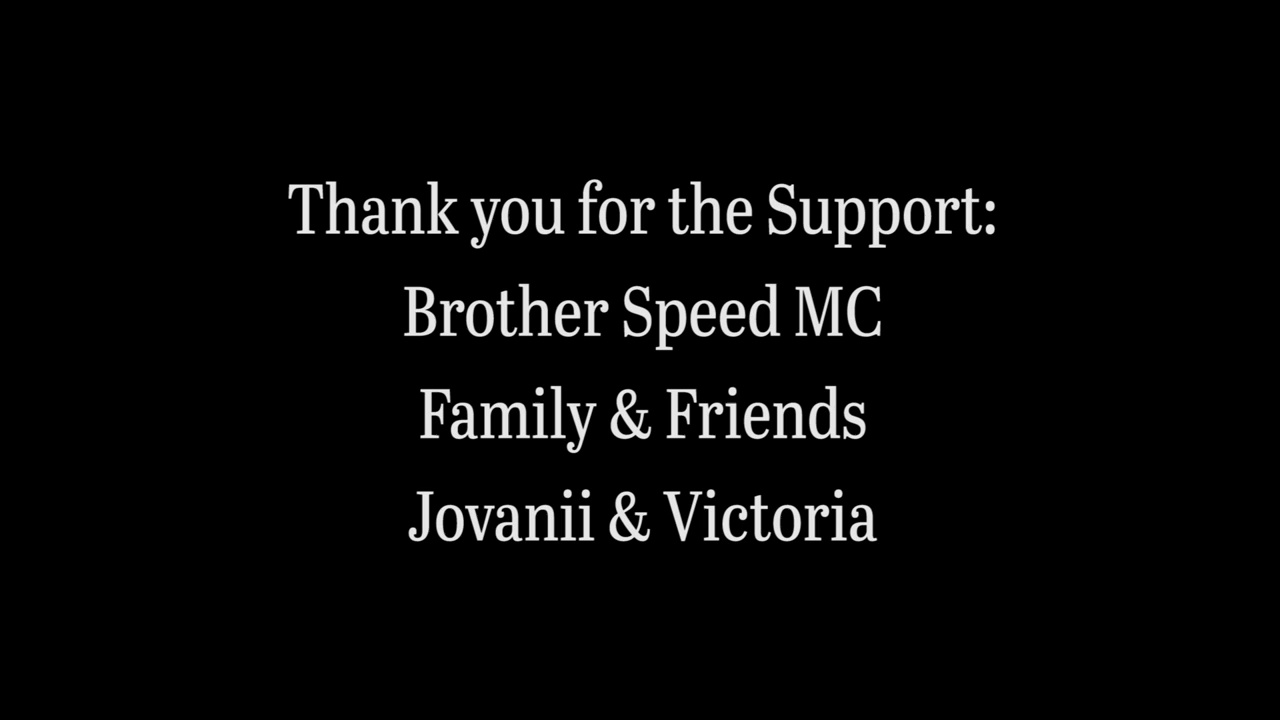 Thank you for the Support:
Brother Speed MC
Family & Friends
Jovanii & Victoria